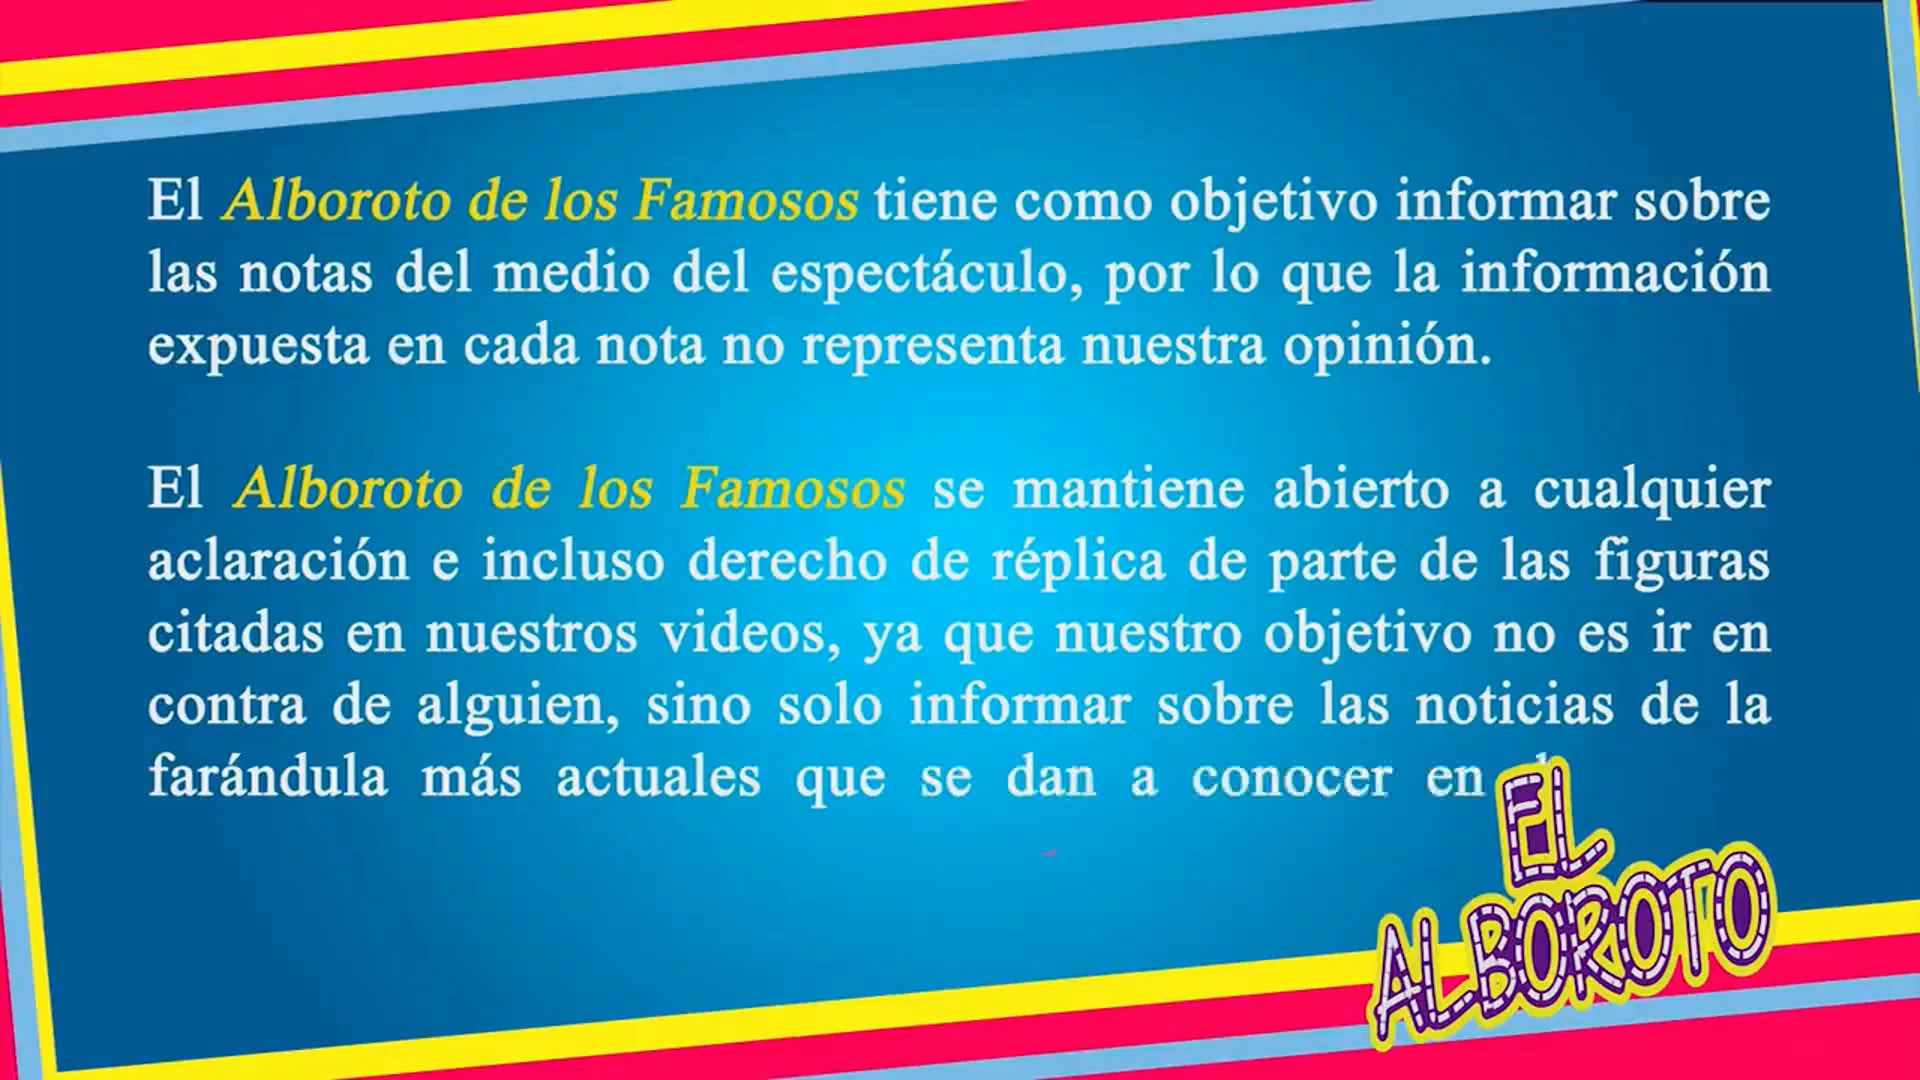 El Alboroto de los Famosos tiene como objetivo informar sobre
las notas del medio del espectáculo, por lo que la información
expuesta en cada nota no representa nuestra opinión.
El Alboroto de los Famosos se mantiene abierto a cualquier
aclaración e incluso derecho de réplica de parte de las figuras
citadas en nuestros videos, ya que nuestro objetivo no es ir en
contra de alguien, sino solo informar sobre las noticias de la
farándula más actuales que se dan a conocer en
EL
ALBOROTO